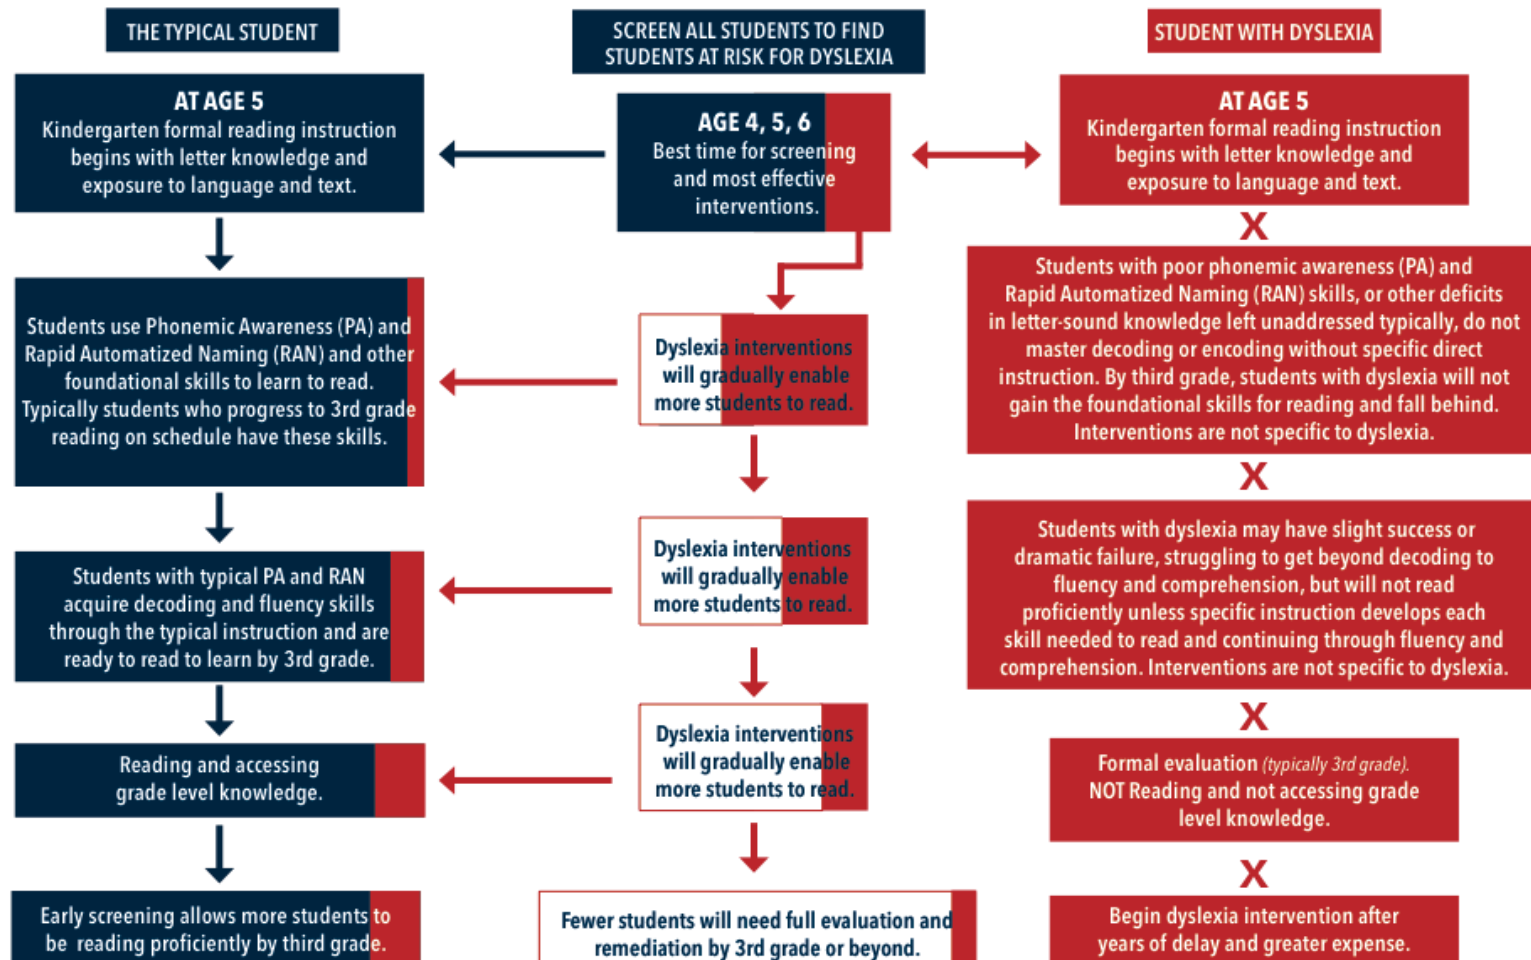 THE TYPICAL STUDENT
AT AGE 5
Kindergarten formal reading instruction
begins with letter knowledge and
exposure to language and text.
Students use Phonemic Awareness (PA) and
Rapid Automatized Naming (RAN) and other
foundational skills to learn to read.
Typically students who progress to 3rd grade
reading on schedule have these skills.
Students with typical PA and RAN
acquire decoding and fluency skills
through the typical instruction and are
ready to read to learn by 3rd grade.
Reading and accessing
grade level knowledge.
Early screening allows more students to
be reading proficiently by third grade.
SCREEN ALL STUDENTS TO FIND
STUDENTS AT RISK FOR DYSLEXIA
AGE 4, 5, 6
Best time for screening
and most effective
interventions.
Dyslexia interventions
will gradually enable
more students to read.
Dyslexia interventions
will gradually enable
more students to read.
Dyslexia interventions
will gradually enable
more students to read.
Fewer students will need full evaluation and
remediation by 3rd grade or beyond.
STUDENT WITH DYSLEXIA
AT AGE 5
Kindergarten formal reading instruction
begins with letter knowledge and
exposure to language and text.
X
Students with poor phonemic awareness (PA) and
Rapid Automatized Naming (RAN) skills, or other deficits
in letter-sound knowledge left unaddressed typically, do not
master decoding or encoding without specific direct
instruction. By third grade, students with dyslexia will not
gain the foundational skills for reading and fall behind.
Interventions are not specific to dyslexia.
X
Students with dyslexia may have slight success or
dramatic failure, struggling to get beyond decoding to
fluency and comprehension, but will not read
proficiently unless specific instruction develops each
skill needed to read and continuing through fluency and
comprehension. Interventions are not specific to dyslexia.
X
Formal evaluation (typically 3rd grade).
NOT Reading and not accessing grade
level knowledge.
X
Begin dyslexia intervention after
years of delay and greater expense.